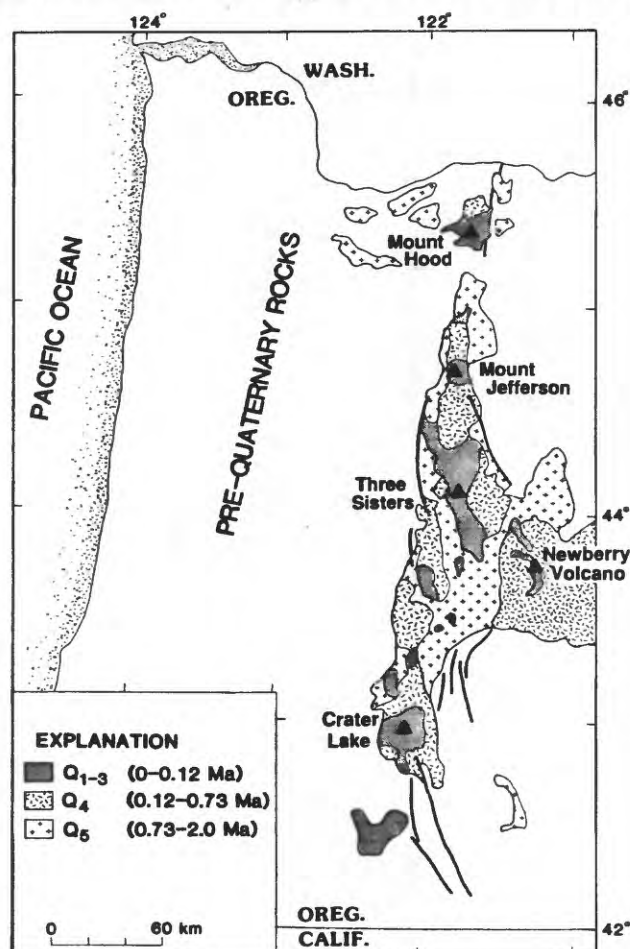 124°
122°
WASH.
OREG.
46°
Mount
Hood
PACIFIC OCEAN
PRE-QUATERNARY ROCKS
Mount
Jefferson
Three
Sisters
44°
Newberry
Volcano
Crater
Lake
EXPLANATION
Q1-3 (0-0.12 Ma)
Q4 (0.12-0.73 Ma)
Q5 (0.73-2.0 Ma)
0 60 km
OREG.
CALIF.
42°